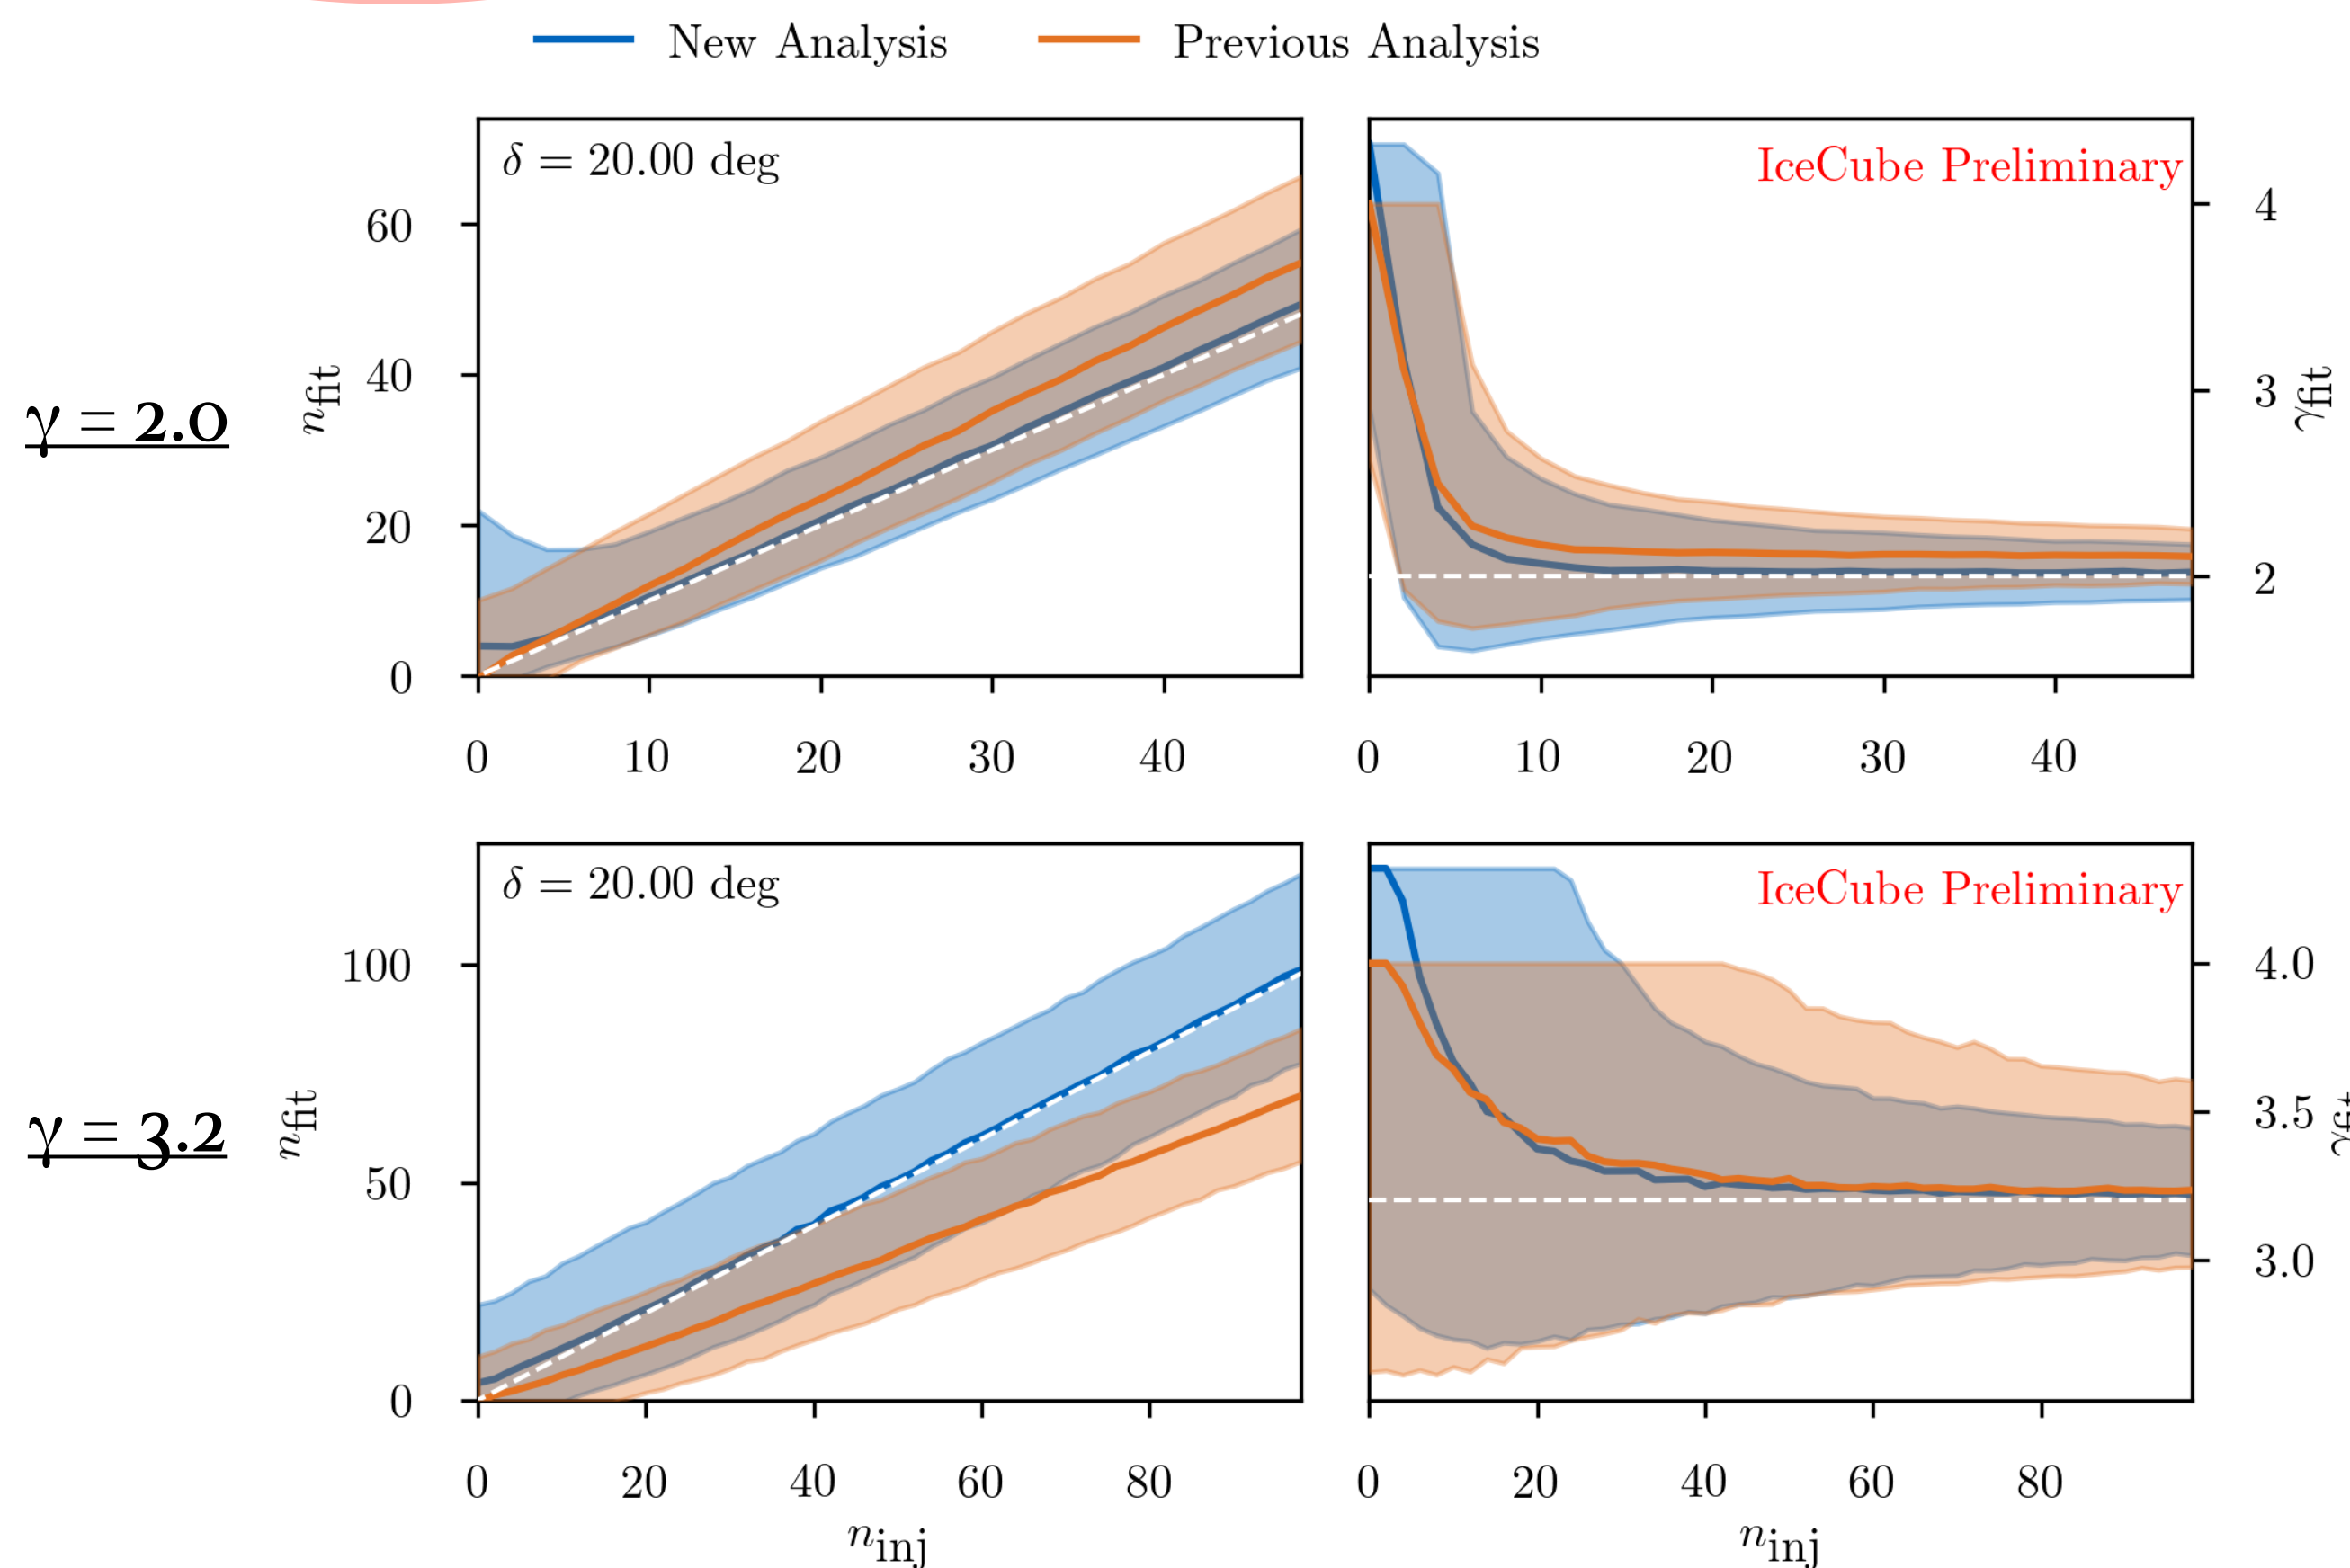 New Analysis Previous Analysis
δ = 20.00 deg
IceCube Preliminary
60
40
20
0
n_fit
γ = 2.0
4
3
2
γ_fit
0 10 20 30 40
0 10 20 30 40
δ = 20.00 deg
IceCube Preliminary
100
50
0
n_fit
γ = 3.2
4.0
3.5
3.0
γ_fit
0 20 40 60 80
0 20 40 60 80
n_inj
n_inj